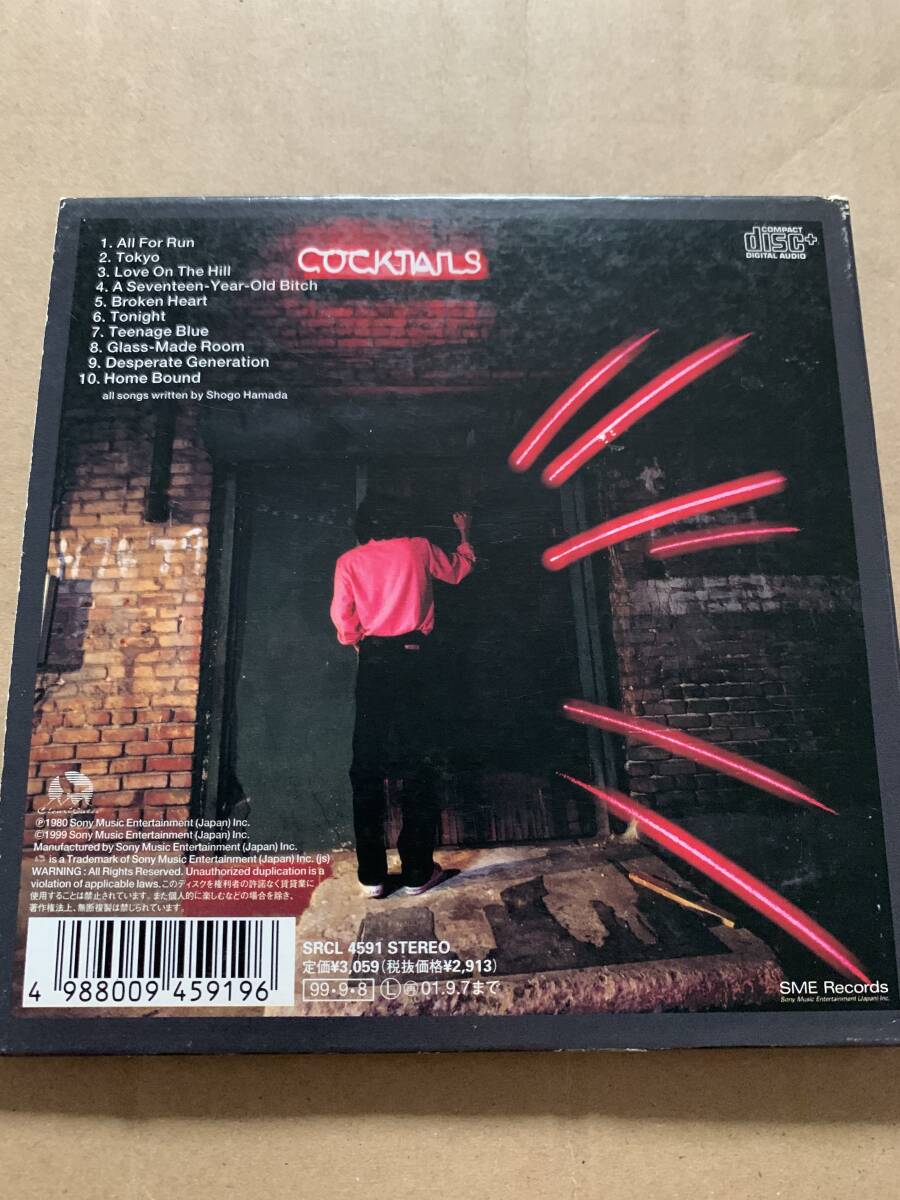 1. All For Run
2. Tokyo
3. Love On The Hill
4. A Seventeen-Year-Old Bitch
5. Broken Heart
6. Tonight
7. Teenage Blue
8. Glass-Made Room
9. Desperate Generation
10. Home Bound
all songs written by Shogo Hamada
COCKTAILS
COMPACT
disc+
DIGITAL AUDIO
℗1980 Sony Music Entertainment (Japan) Inc.
©1999 Sony Music Entertainment (Japan) Inc.
Manufactured by Sony Music Entertainment (Japan) Inc.
is a Trademark of Sony Music Entertainment (Japan) Inc. (js)
WARNING : All Rights Reserved. Unauthorized duplication is a
violation of applicable laws.このディスクを権利者の許諾なく賃貸業に
使用することは禁止されています。また個人的に楽しむなどの場合を除き、
著作権法上、無断複製は禁じられています。
4 988009 459196
SRCL 4591 STEREO
定価¥3,059(税抜価格¥2,913)
99・9・8 Ⓛ 01.9.7まで
SME Records
Sony Music Entertainment (Japan) Inc.